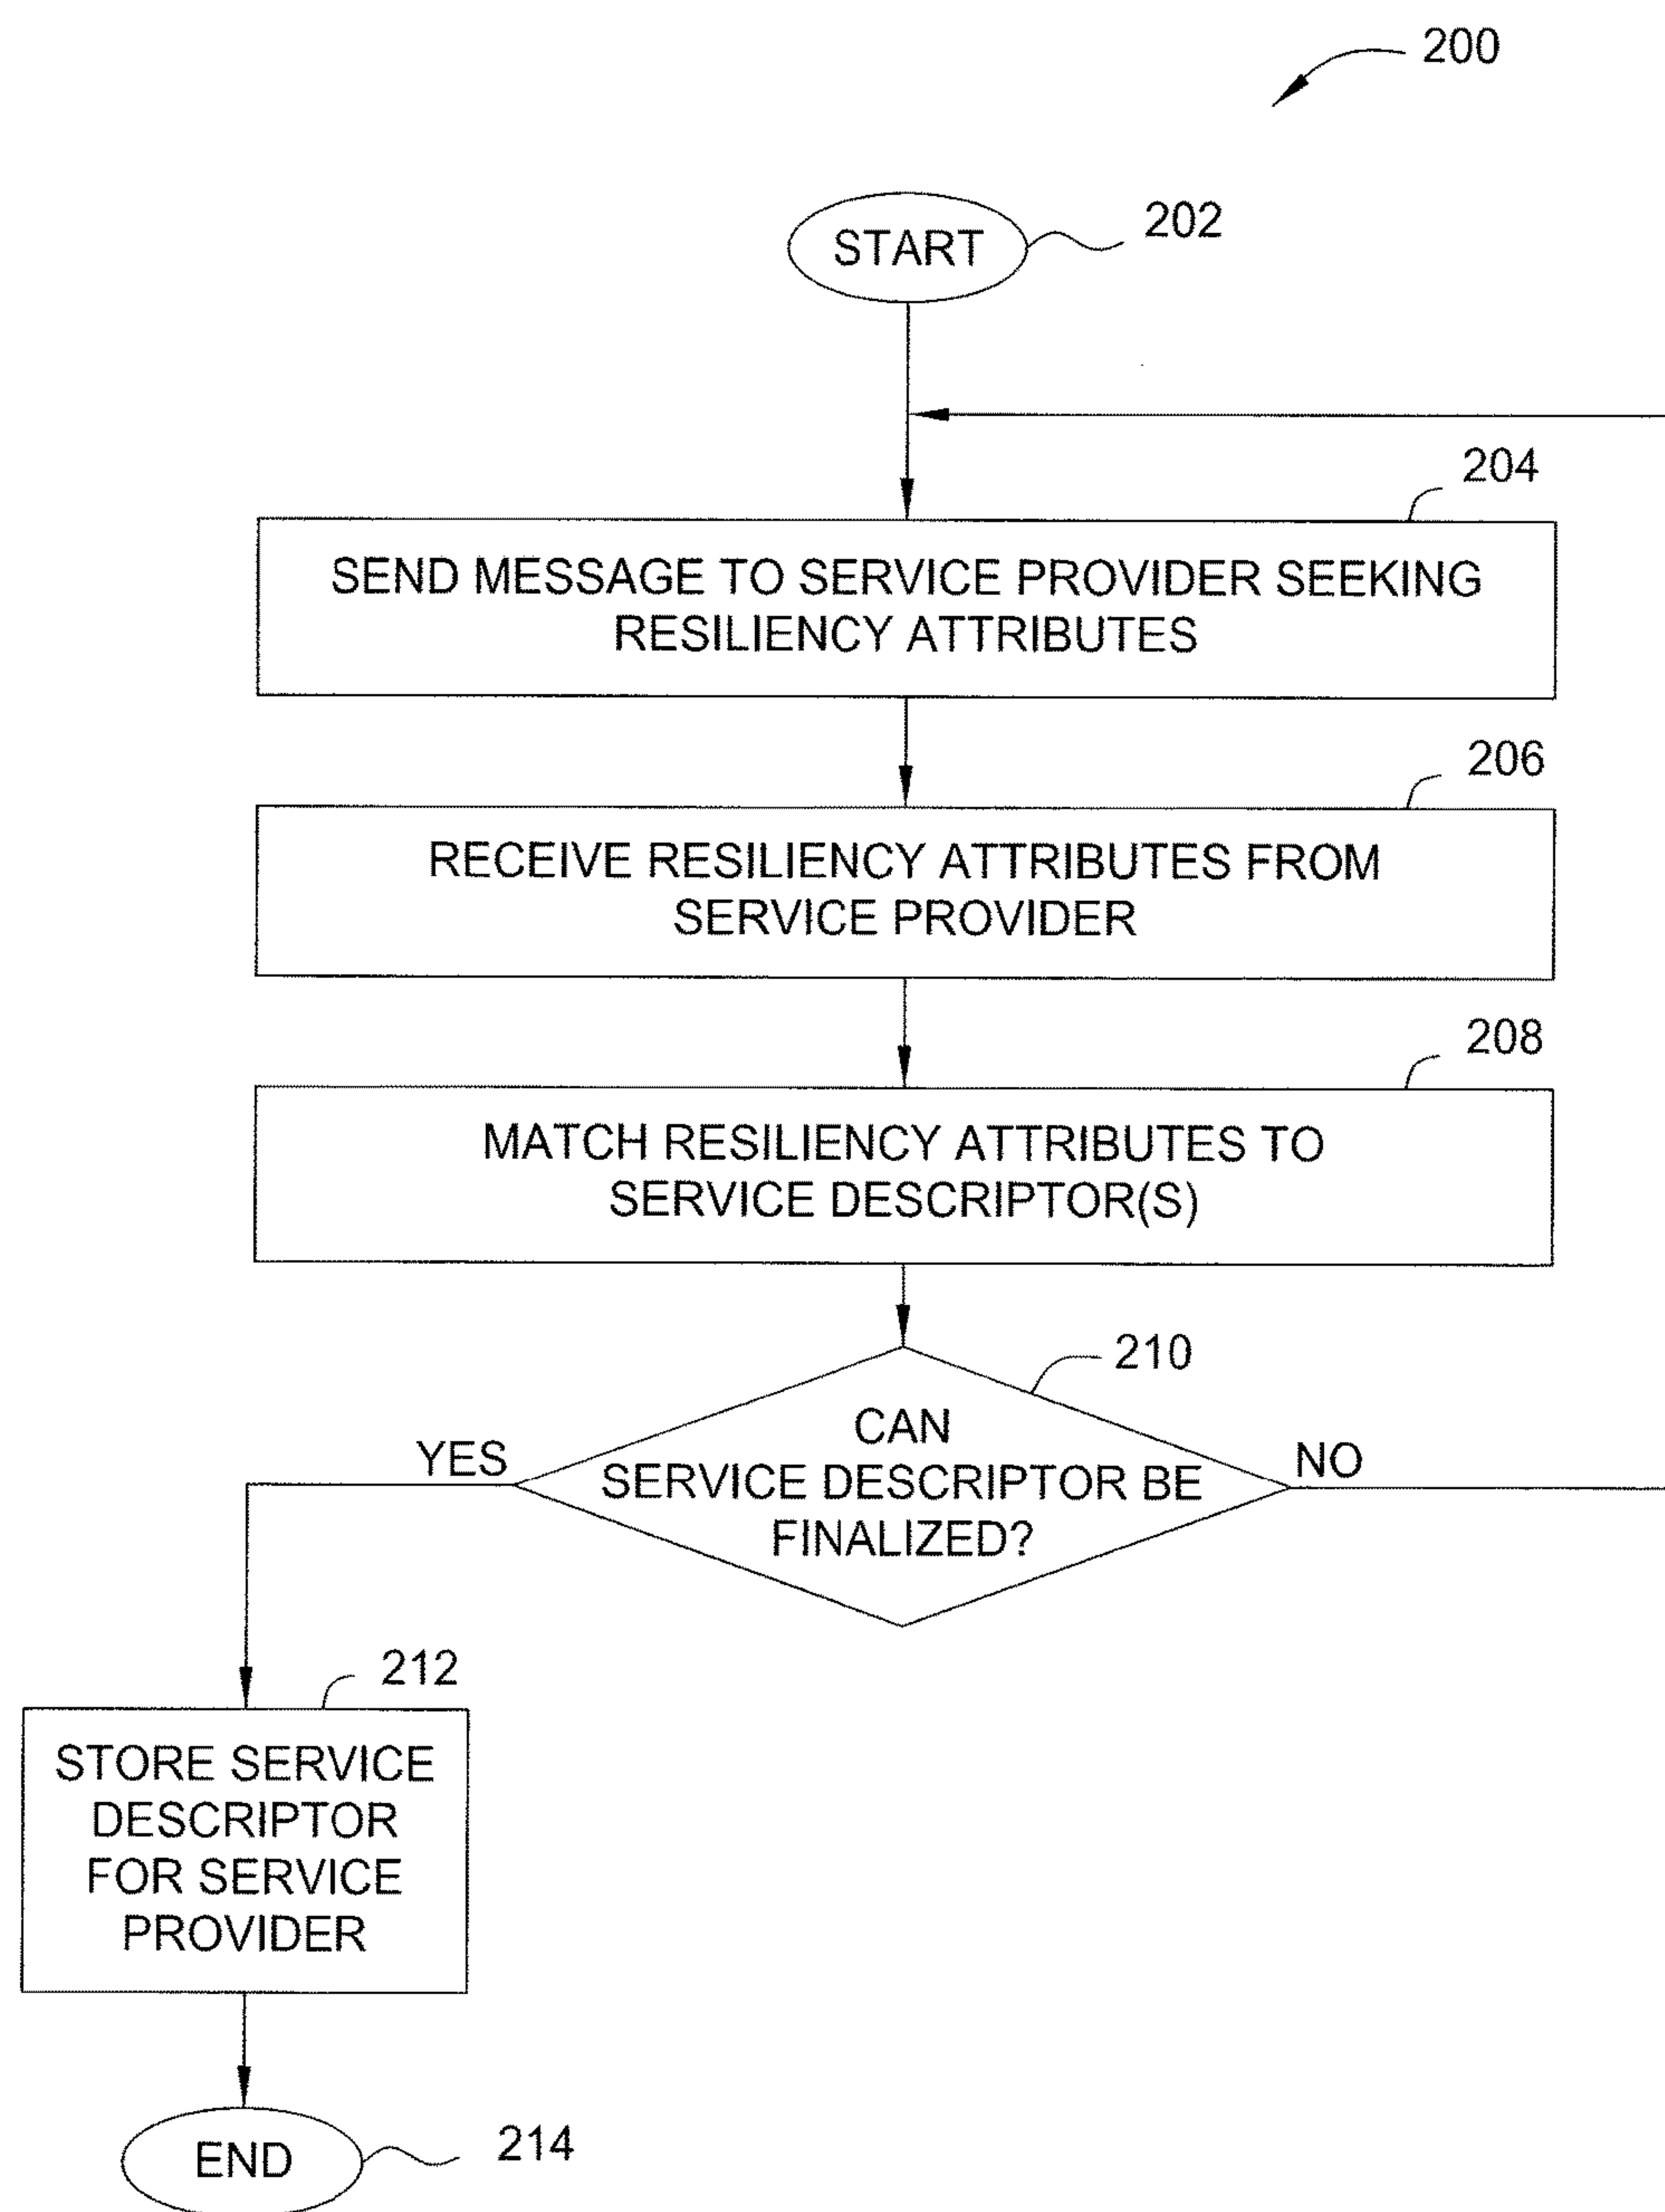 200
START
202
204
SEND MESSAGE TO SERVICE PROVIDER SEEKING
RESILIENCY ATTRIBUTES
206
RECEIVE RESILIENCY ATTRIBUTES FROM
SERVICE PROVIDER
208
MATCH RESILIENCY ATTRIBUTES TO
SERVICE DESCRIPTOR(S)
210
CAN
SERVICE DESCRIPTOR BE
FINALIZED?
YES
NO
212
STORE SERVICE
DESCRIPTOR
FOR SERVICE
PROVIDER
END
214